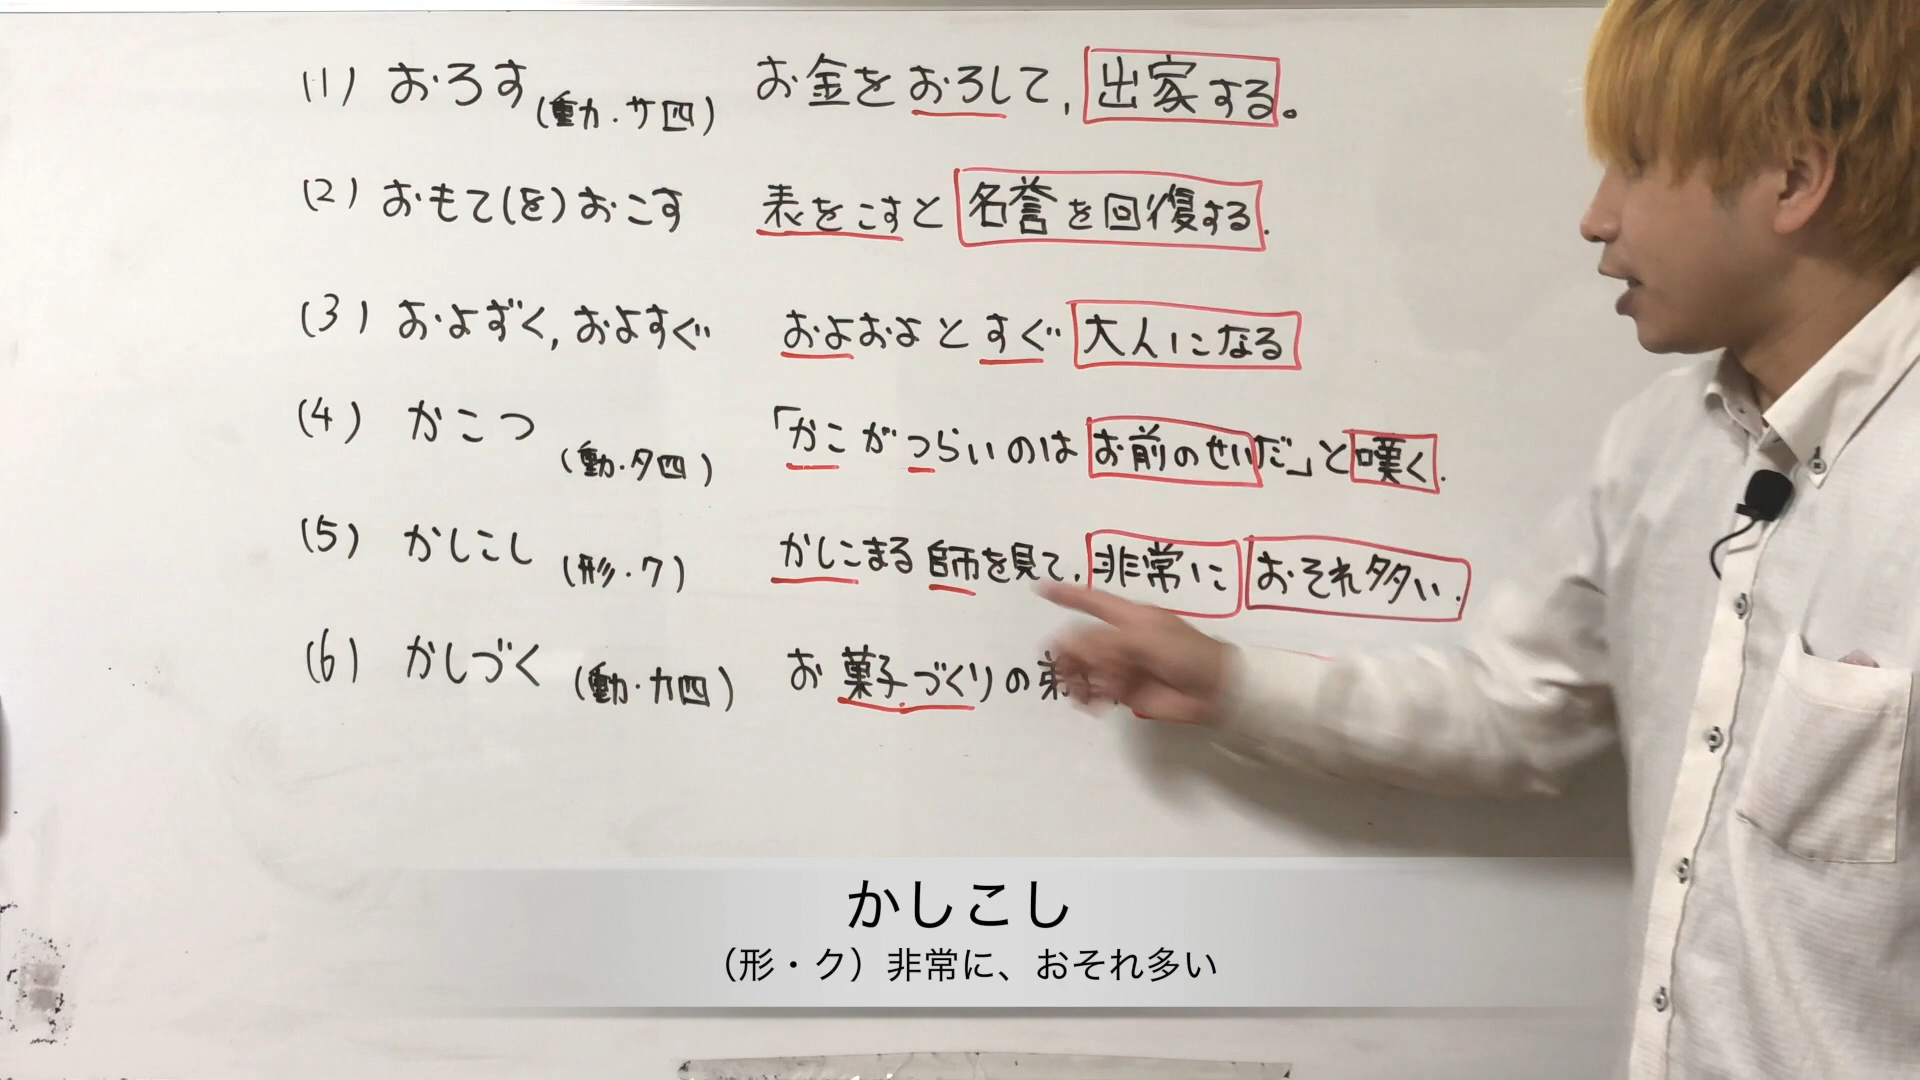 (1) おろす(動・サ四) お金をおろして, 出家する。
(2) おもて(を)おこす 表をこすと名誉を回復する.
(3) およずく, およすぐ およおよとすぐ大人になる
(4) かこつ(動・タ四) 「かこがつらいのはお前のせいだ」と嘆く.
(5) かしこし(形・ク) かしこまる師を見て, 非常におそれ多い.
(6) かしづく(動・カ四) お菓子づくりの弟
かしこし
（形・ク）非常に、おそれ多い